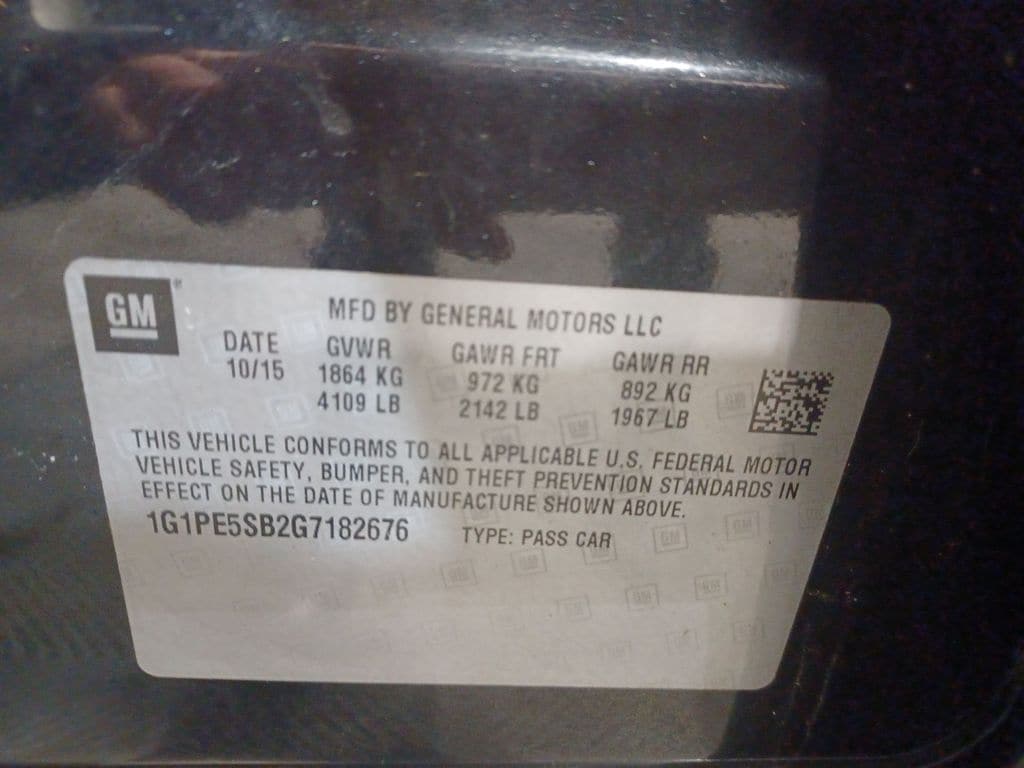 GM
MFD BY GENERAL MOTORS LLC
DATE GVWR GAWR FRT GAWR RR
10/15 1864 KG 972 KG 892 KG
4109 LB 2142 LB 1967 LB
THIS VEHICLE CONFORMS TO ALL APPLICABLE U.S. FEDERAL MOTOR
VEHICLE SAFETY, BUMPER, AND THEFT PREVENTION STANDARDS IN
EFFECT ON THE DATE OF MANUFACTURE SHOWN ABOVE.
1G1PE5SB2G7182676 TYPE: PASS CAR